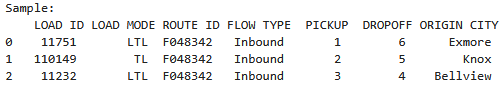 Sample:
LOAD ID LOAD MODE ROUTE ID FLOW TYPE PICKUP DROPOFF ORIGIN CITY
0 11751 LTL F048342 Inbound 1 6 Exmore
1 110149 TL F048342 Inbound 2 5 Knox
2 11232 LTL F048342 Inbound 3 4 Bellview